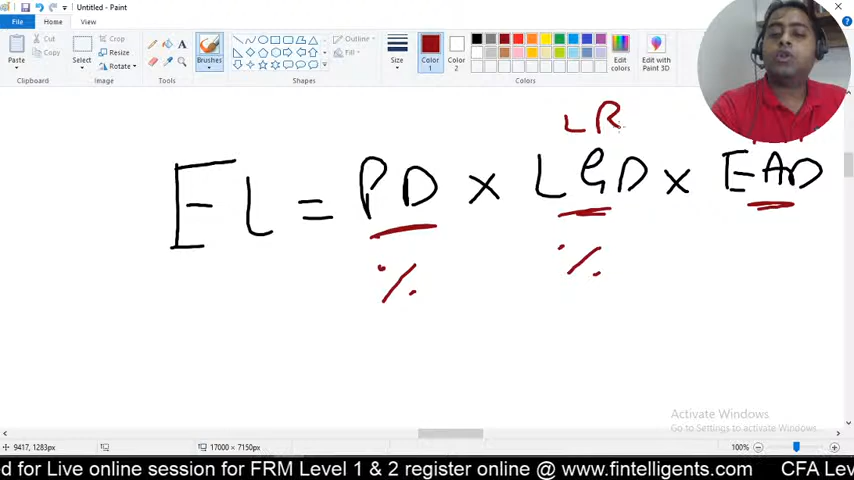 Untitled - Paint
File Home View
Paste Cut Copy Select Crop Resize Rotate A Brushes Outline Fill Size Color 1 Color 2 Edit colors Edit with Paint 3D
Clipboard Image Tools Shapes Colors
LR
EL = PD × LGD × EAD
% %
Activate Windows
Go to Settings to activate Windows...
9417, 1283px 17000 × 7150px 100%
d for Live online session for FRM Level 1 & 2 register online @ www.fintelligents.com CFA Lev